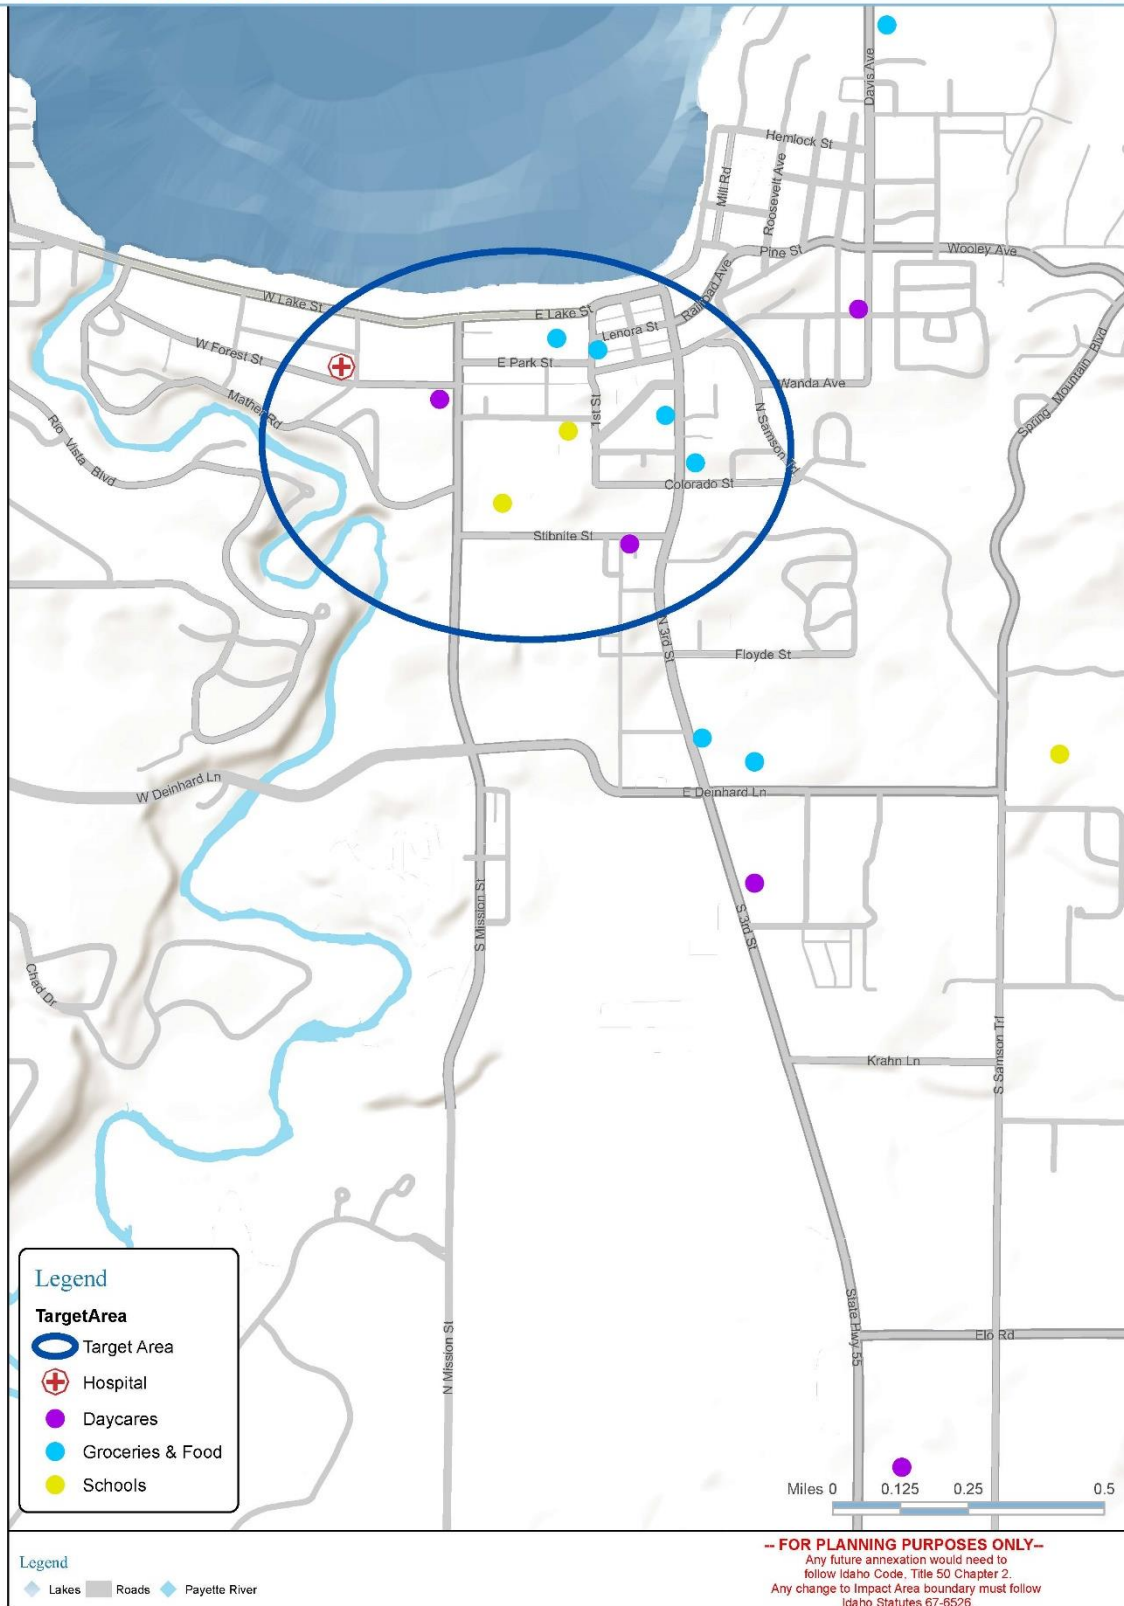 Davis Ave
Hemlock St
Mill Rd
Roosevelt Ave
Pine St
Wooley Ave
Railroad Ave
W Lake St
E Lake St
Lenora St
W Forest St
E Park St
Spring Mountain Blvd
Wanda Ave
Mather Rd
1st St
N Samson Trl
Rio Vista Blvd
Colorado St
Stibnite St
N 3rd St
Floyde St
W Deinhard Ln
E Deinhard Ln
S Mission St
S 3rd St
Chad Dr
Krahn Ln
S Samson Trl
Legend
TargetArea
Target Area
Hospital
Daycares
Groceries & Food
Schools
N Mission St
State Hwy 55
Elo Rd
Miles 0 0.125 0.25 0.5
Legend
Lakes Roads Payette River
-- FOR PLANNING PURPOSES ONLY--
Any future annexation would need to
follow Idaho Code, Title 50 Chapter 2.
Any change to Impact Area boundary must follow
Idaho Statutes 67-6526.